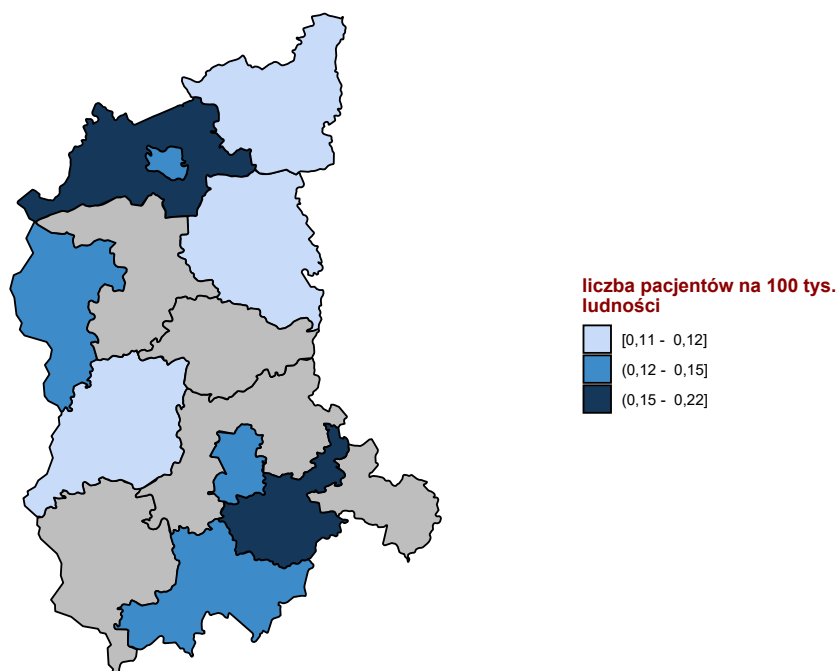 liczba pacjentów na 100 tys.
ludności
[0,11 - 0,12]
(0,12 - 0,15]
(0,15 - 0,22]